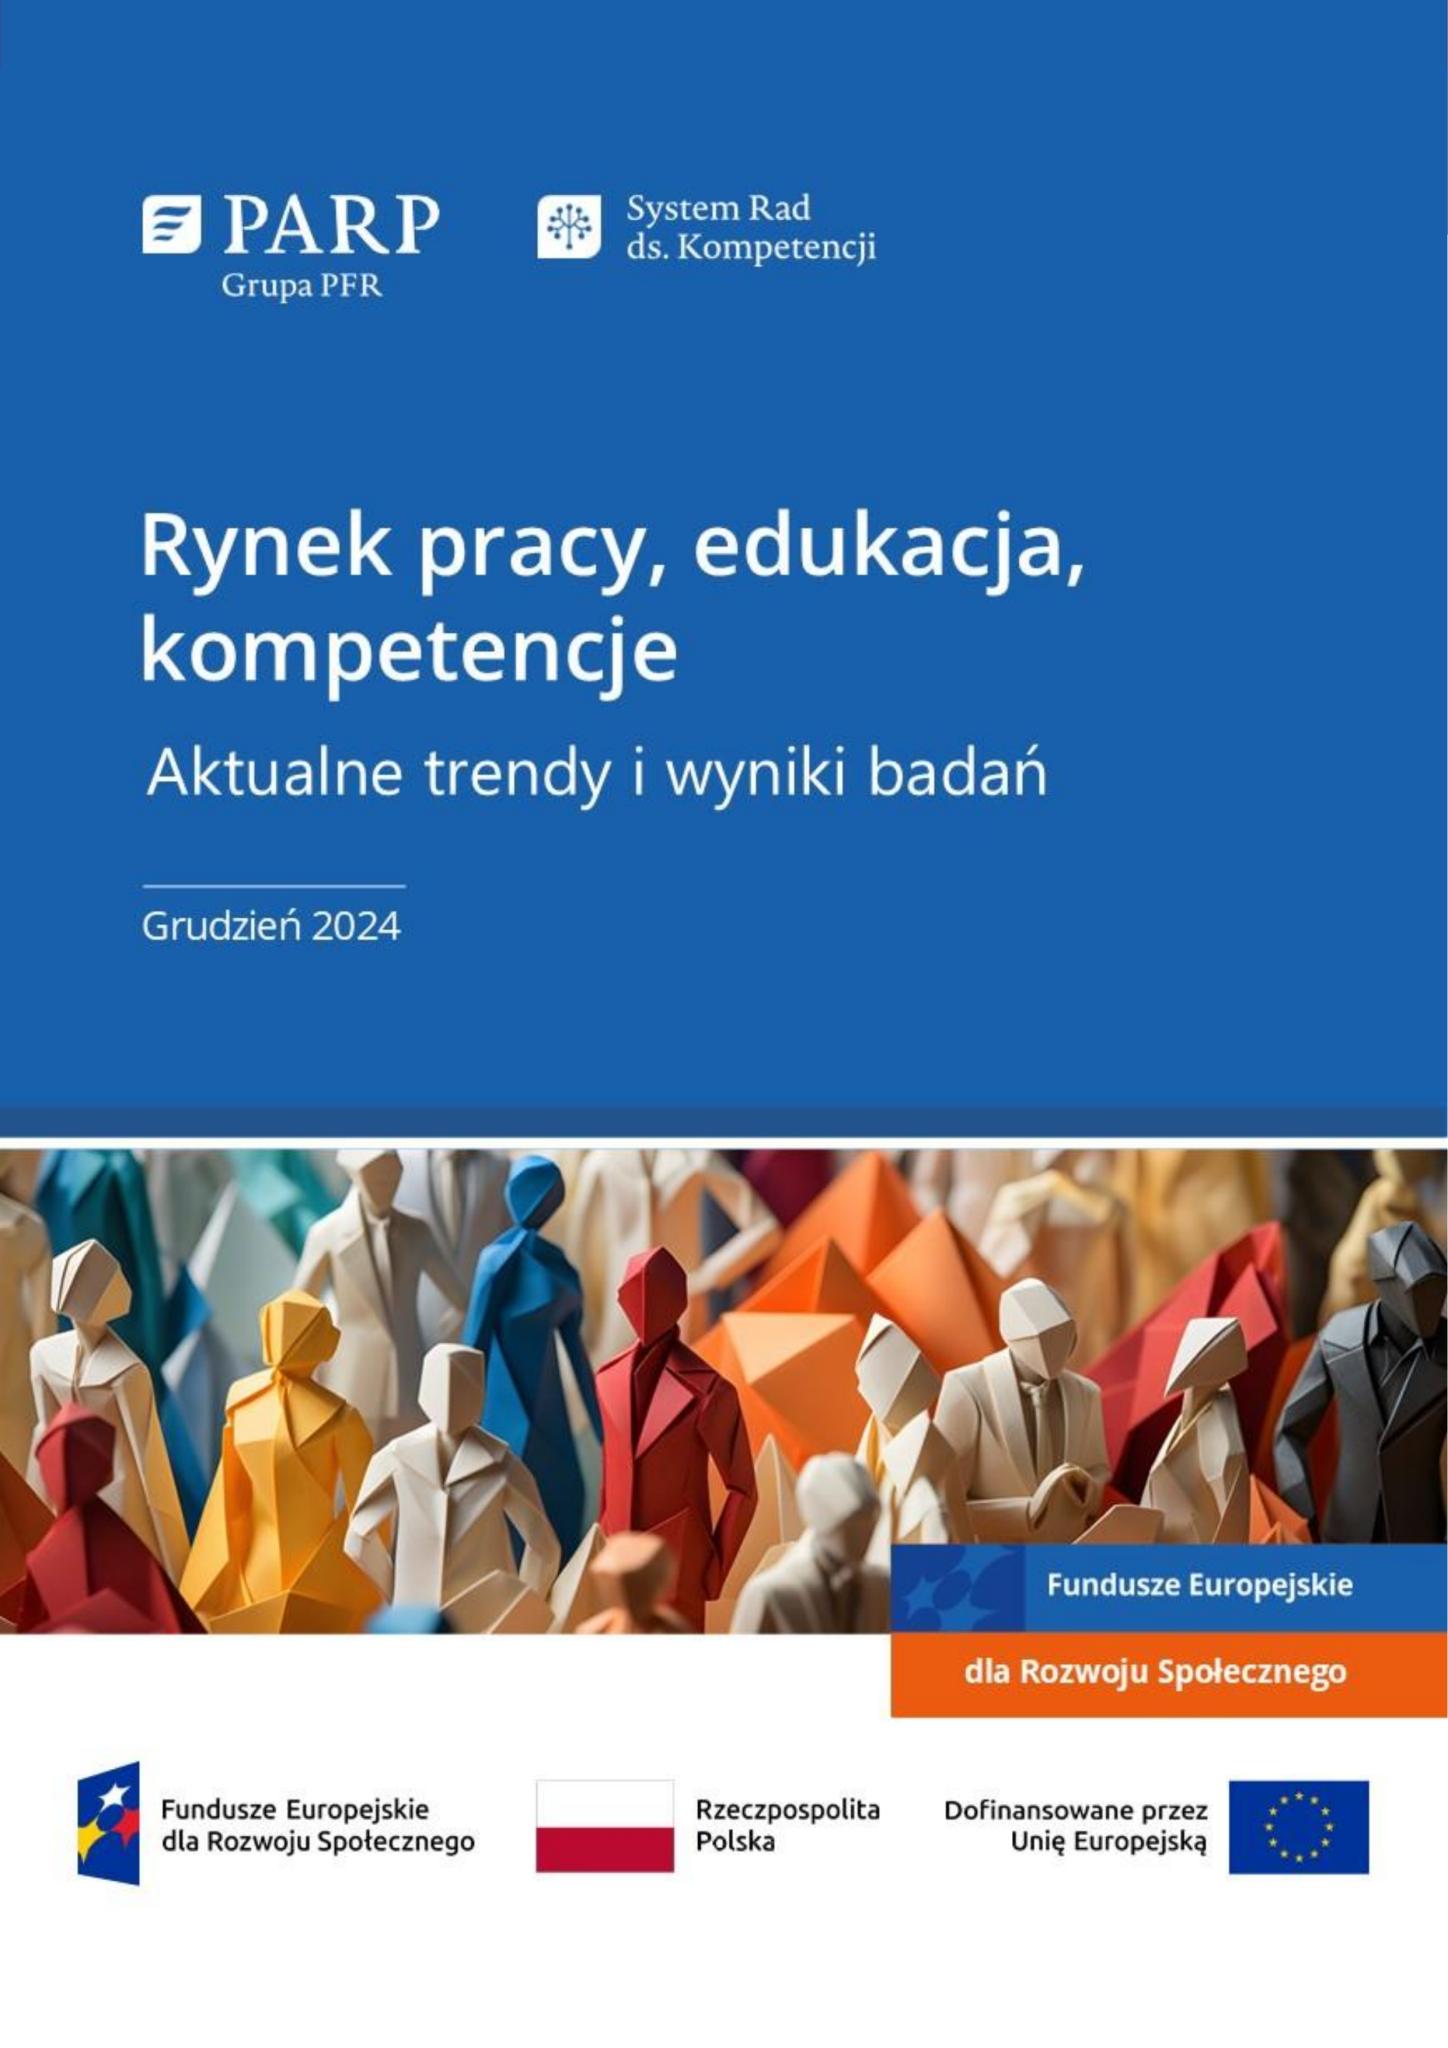 PARP
Grupa PFR
System Rad
ds. Kompetencji
Rynek pracy, edukacja,
kompetencje
Aktualne trendy i wyniki badań
Grudzień 2024
Fundusze Europejskie
dla Rozwoju Społecznego
Fundusze Europejskie
dla Rozwoju Społecznego
Rzeczpospolita
Polska
Dofinansowane przez
Unię Europejską